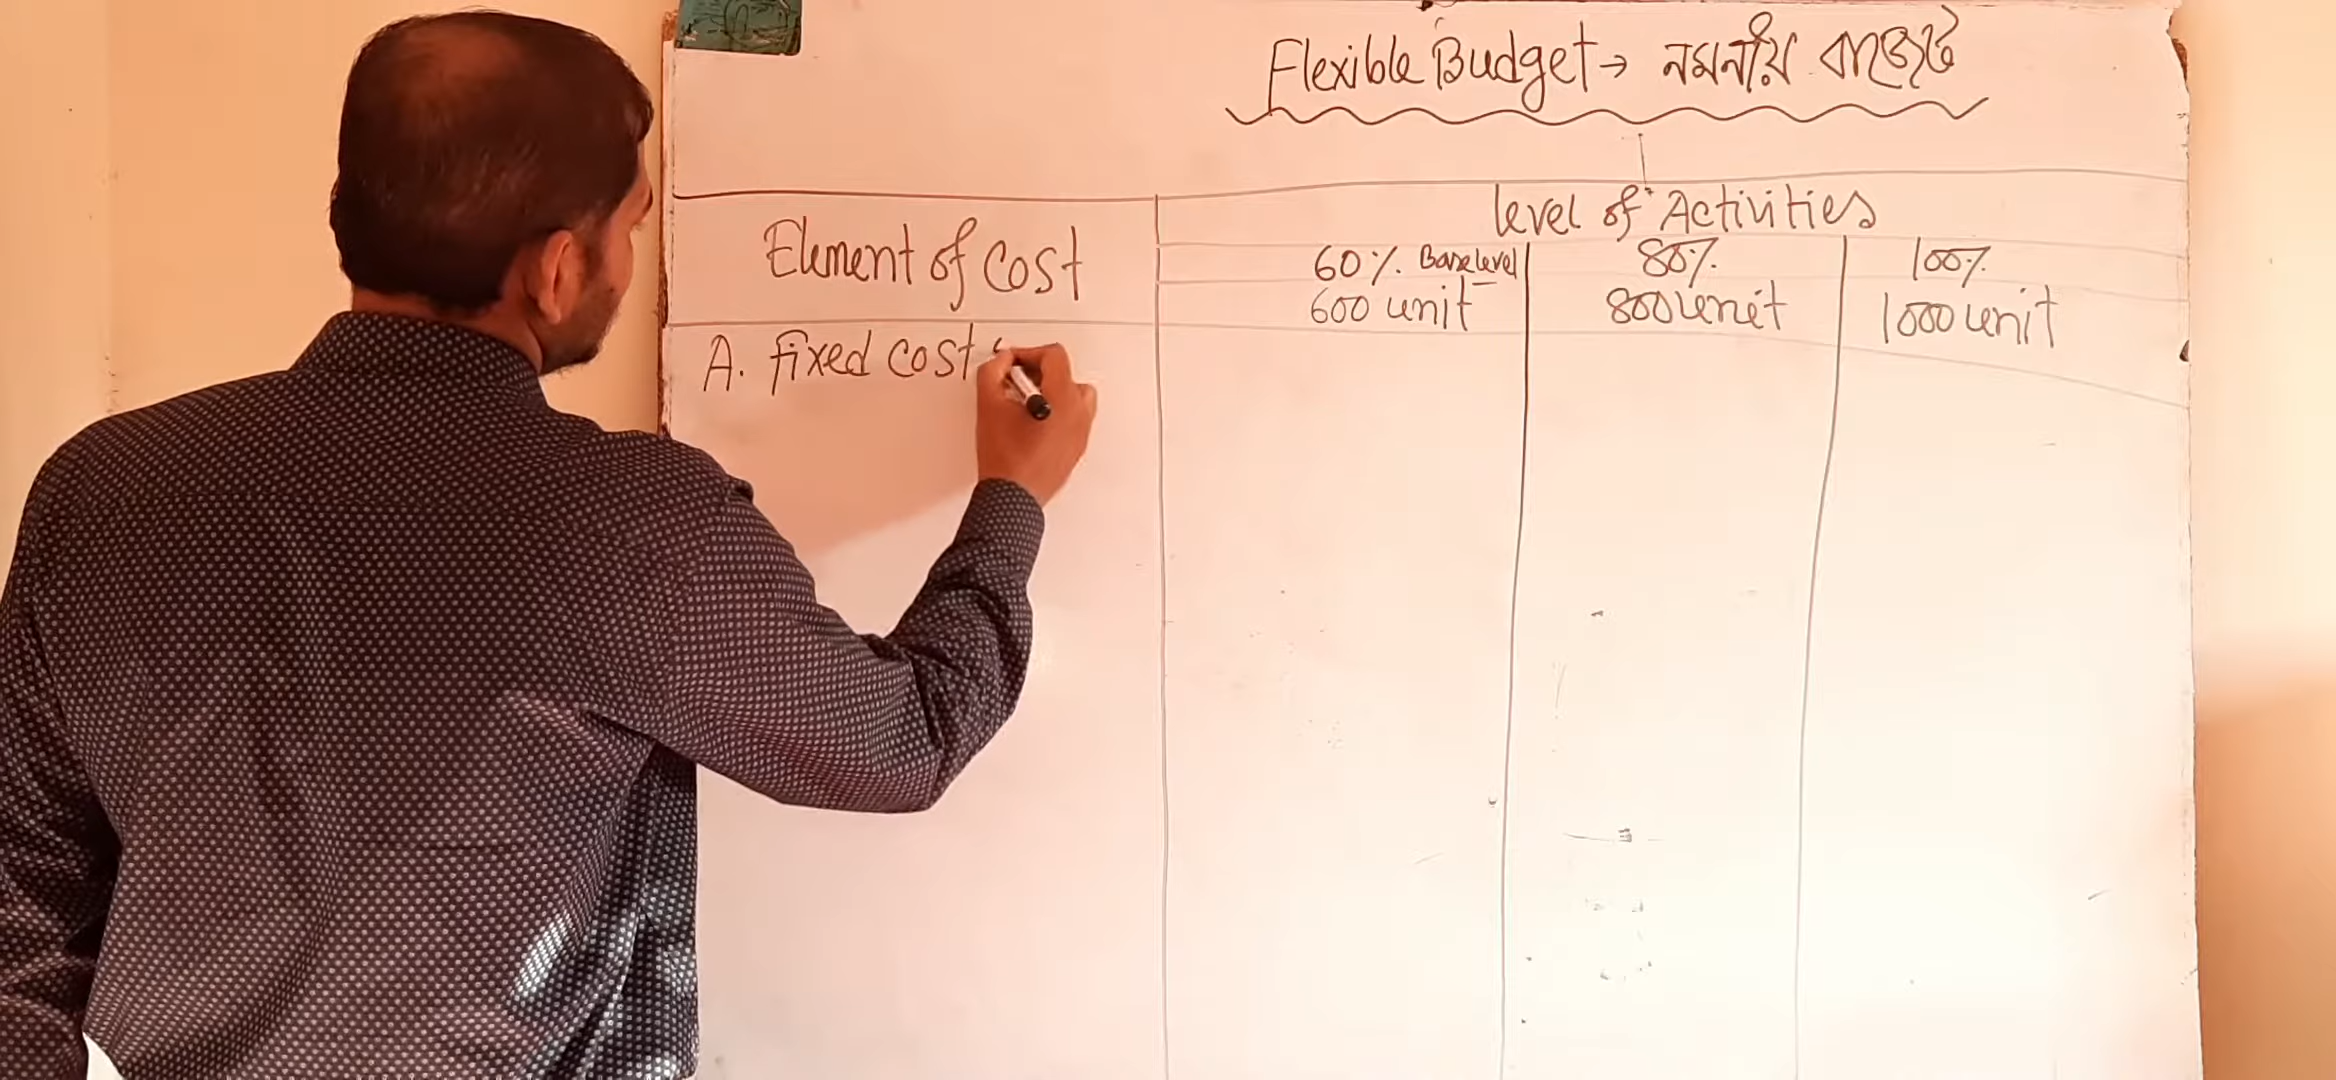 Flexible Budget → নমনীয় বাজেট
Element of cost
level of Activities
60% Base level
80%
100%
600 unit
800 unit
1000 unit
A. fixed cost